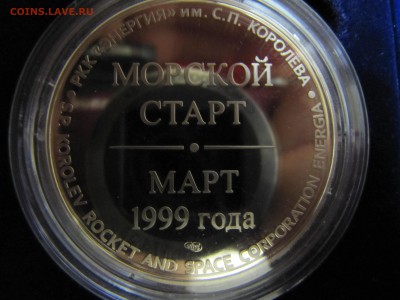 COINS.LAVE.RU
РКК "ЭНЕРГИЯ" им. С.П. КОРОЛЕВА
МОРСКОЙ
СТАРТ
МАРТ
1999 года
S.P. KOROLEV ROCKET AND SPACE CORPORATION ENERGIA